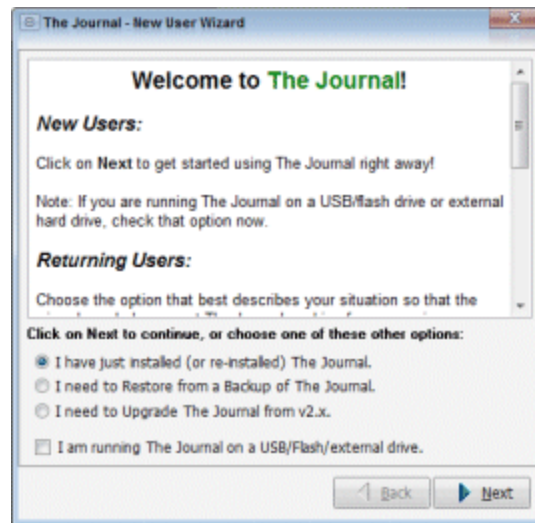 The Journal - New User Wizard
Welcome to The Journal!
New Users:
Click on Next to get started using The Journal right away!
Note: If you are running The Journal on a USB/flash drive or external
hard drive, check that option now.
Returning Users:
Choose the option that best describes your situation so that the
Click on Next to continue, or choose one of these other options:
I have just installed (or re-installed) The Journal.
I need to Restore from a Backup of The Journal.
I need to Upgrade The Journal from v2.x.
I am running The Journal on a USB/Flash/external drive.
Back
Next